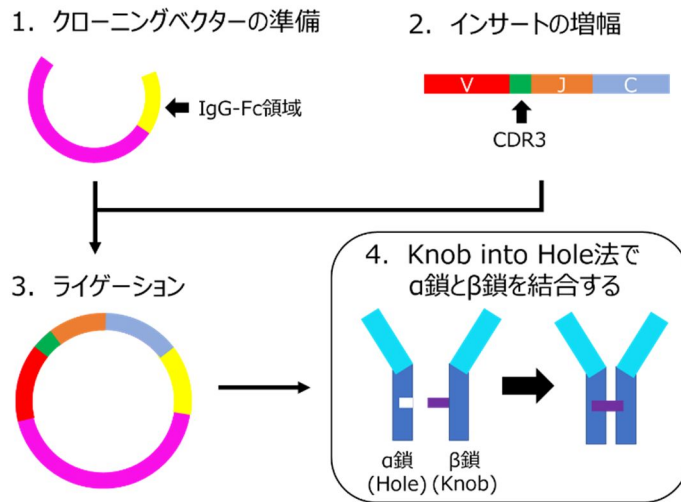 1. クローニングベクターの準備
IgG-Fc領域
2. インサートの増幅
V J C
CDR3
3. ライゲーション
4. Knob into Hole法で
α鎖とβ鎖を結合する
α鎖 β鎖
(Hole) (Knob)